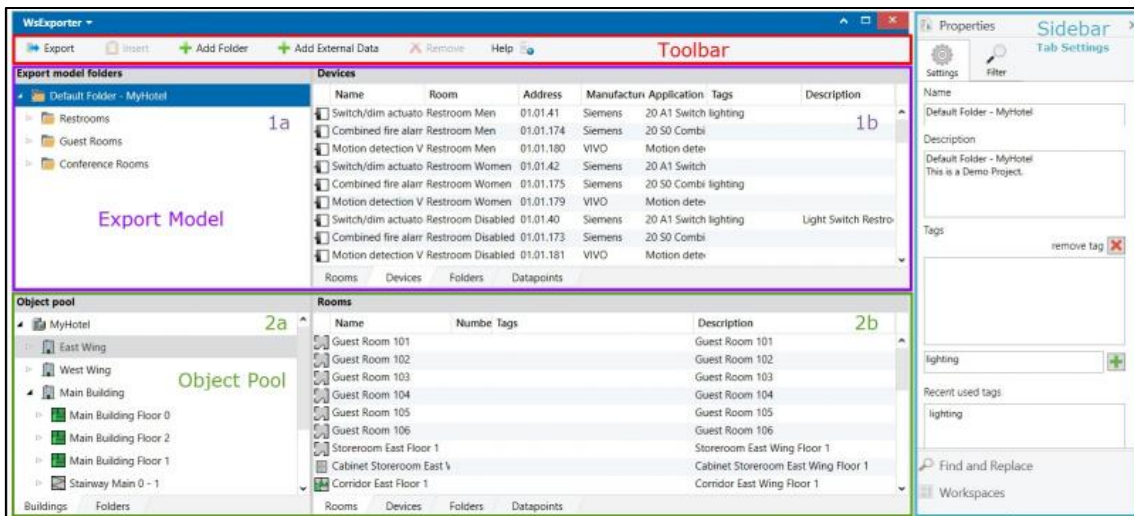 WsExporter
Export Insert Add Folder Add External Data Remove Help Toolbar
Export model folders
Default Folder - MyHotel
Restrooms
1a
Guest Rooms
Conference Rooms
Export Model
Devices
Name Room Address Manufacturn Application Tags Description
1b
Switch/dim actuato Restroom Men 01.01.41 Siemens 20 A1 Switch lighting
Combined fire alarr Restroom Men 01.01.174 Siemens 20 S0 Combi
Motion detection V Restroom Men 01.01.180 VIVO Motion dete
Switch/dim actuato Restroom Women 01.01.42 Siemens 20 A1 Switch
Combined fire alarr Restroom Women 01.01.175 Siemens 20 S0 Combi lighting
Motion detection V Restroom Women 01.01.179 VIVO Motion dete
Switch/dim actuato Restroom Disabled 01.01.40 Siemens 20 A1 Switch lighting Light Switch Restro
Combined fire alarr Restroom Disabled 01.01.173 Siemens 20 S0 Combi
Motion detection V Restroom Disabled 01.01.181 VIVO Motion dete
Rooms Devices Folders Datapoints
Object pool
MyHotel 2a
East Wing
West Wing
Object Pool
Main Building
Main Building Floor 0
Main Building Floor 2
Main Building Floor 1
Stairway Main 0 - 1
Buildings Folders
Rooms
Name Numbe Tags Description
2b
Guest Room 101 Guest Room 101
Guest Room 102 Guest Room 102
Guest Room 103 Guest Room 103
Guest Room 104 Guest Room 104
Guest Room 105 Guest Room 105
Guest Room 106 Guest Room 106
Storeroom East Floor 1 Storeroom East Wing Floor 1
Cabinet Storeroom East W Cabinet Storeroom East Wing Floor 1
Corridor East Floor 1 Corridor East Wing Floor 1
Rooms Devices Folders Datapoints
Properties Sidebar
Tab Settings
Settings Filter
Name
Default Folder - MyHotel
Description
Default Folder - MyHotel
This is a Demo Project.
Tags
remove tag
lighting
Recent used tags
lighting
Find and Replace
Workspaces